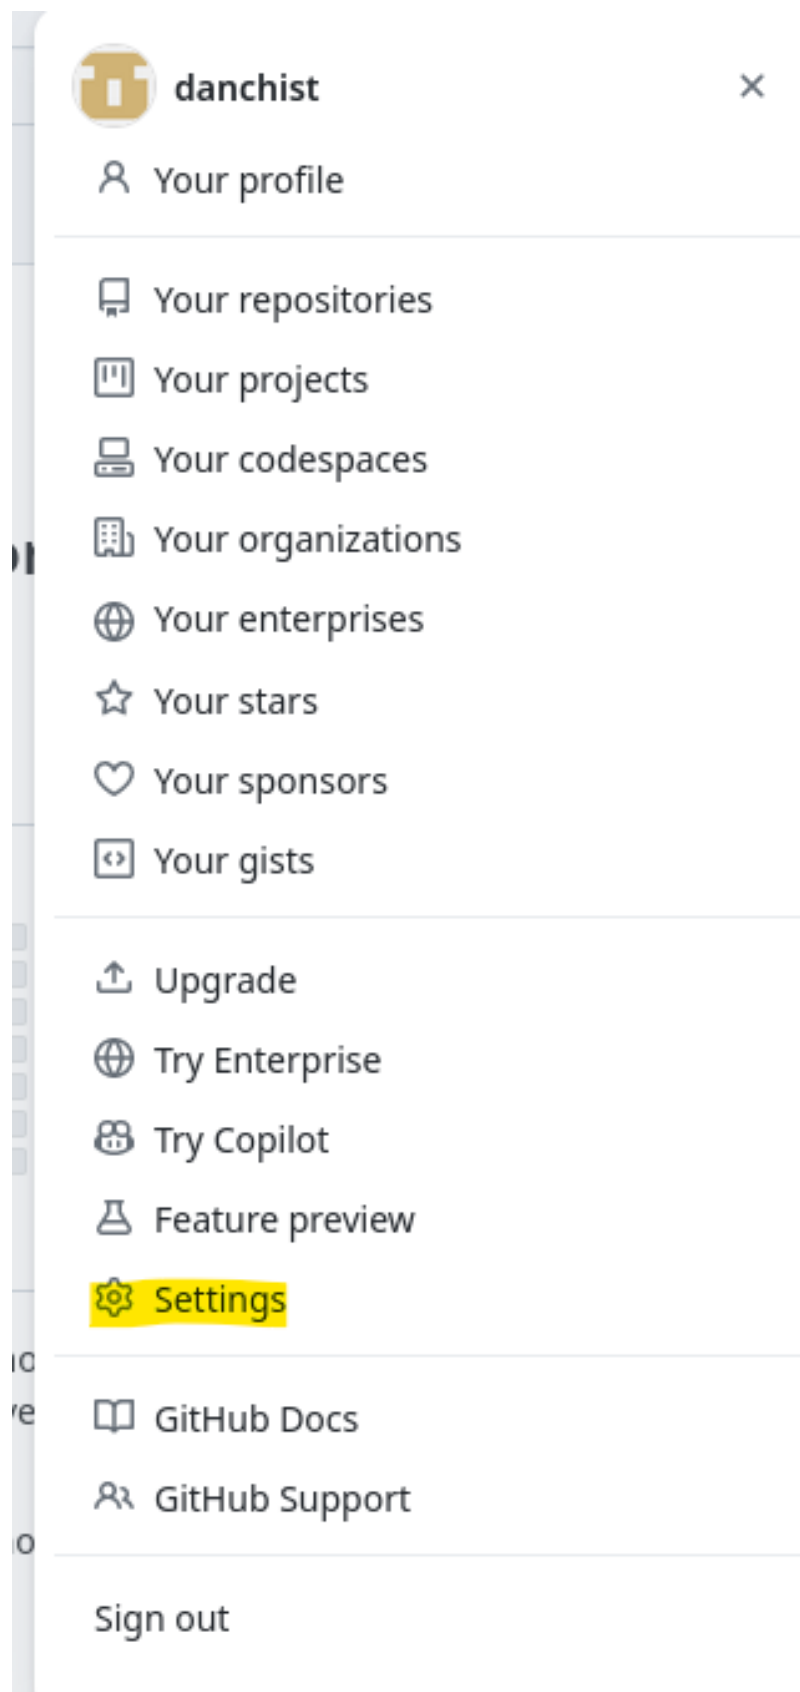 danchist
Your profile
Your repositories
Your projects
Your codespaces
Your organizations
Your enterprises
Your stars
Your sponsors
Your gists
Upgrade
Try Enterprise
Try Copilot
Feature preview
Settings
GitHub Docs
GitHub Support
Sign out